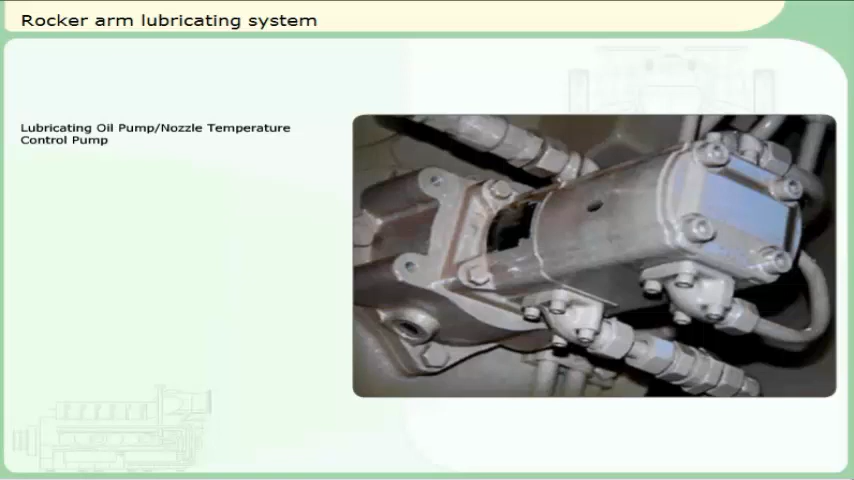 Rocker arm lubricating system
Lubricating Oil Pump/Nozzle Temperature
Control Pump